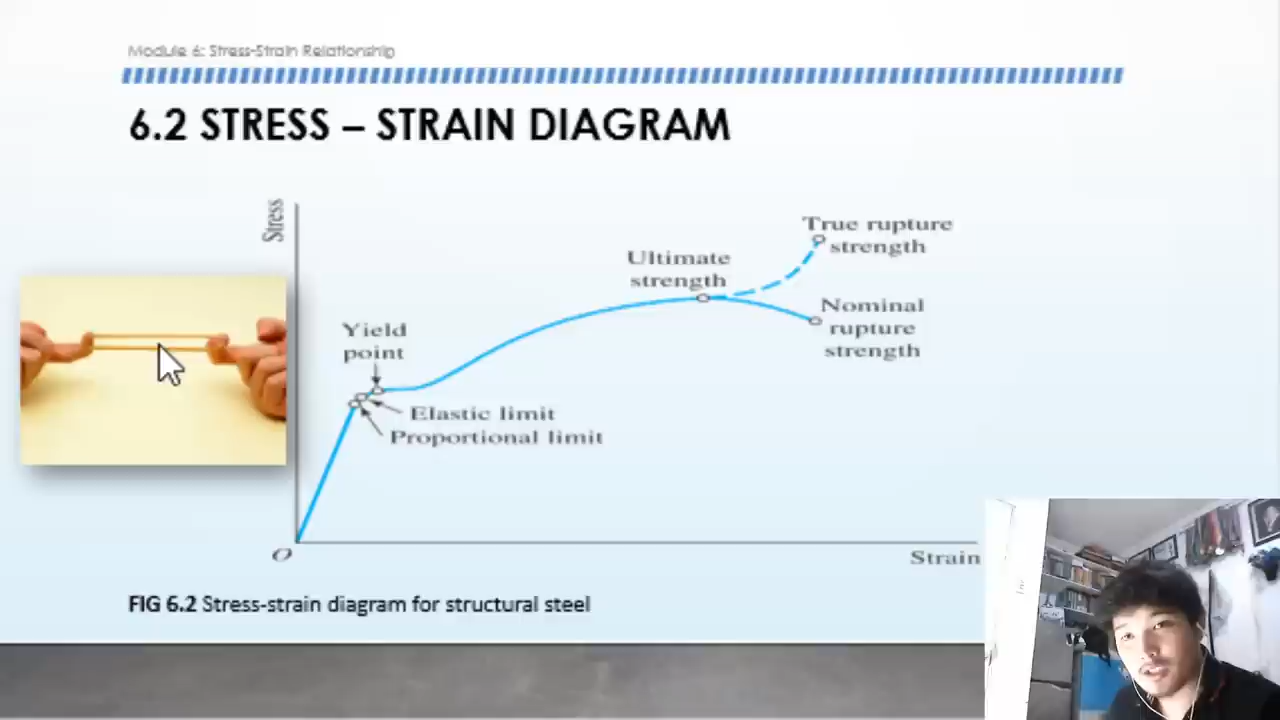 Module 6: Stress-Strain Relationship
6.2 STRESS – STRAIN DIAGRAM
Stress
True rupture
strength
Ultimate
strength
Nominal
rupture
strength
Yield
point
Elastic limit
Proportional limit
O
Strain
FIG 6.2 Stress-strain diagram for structural steel